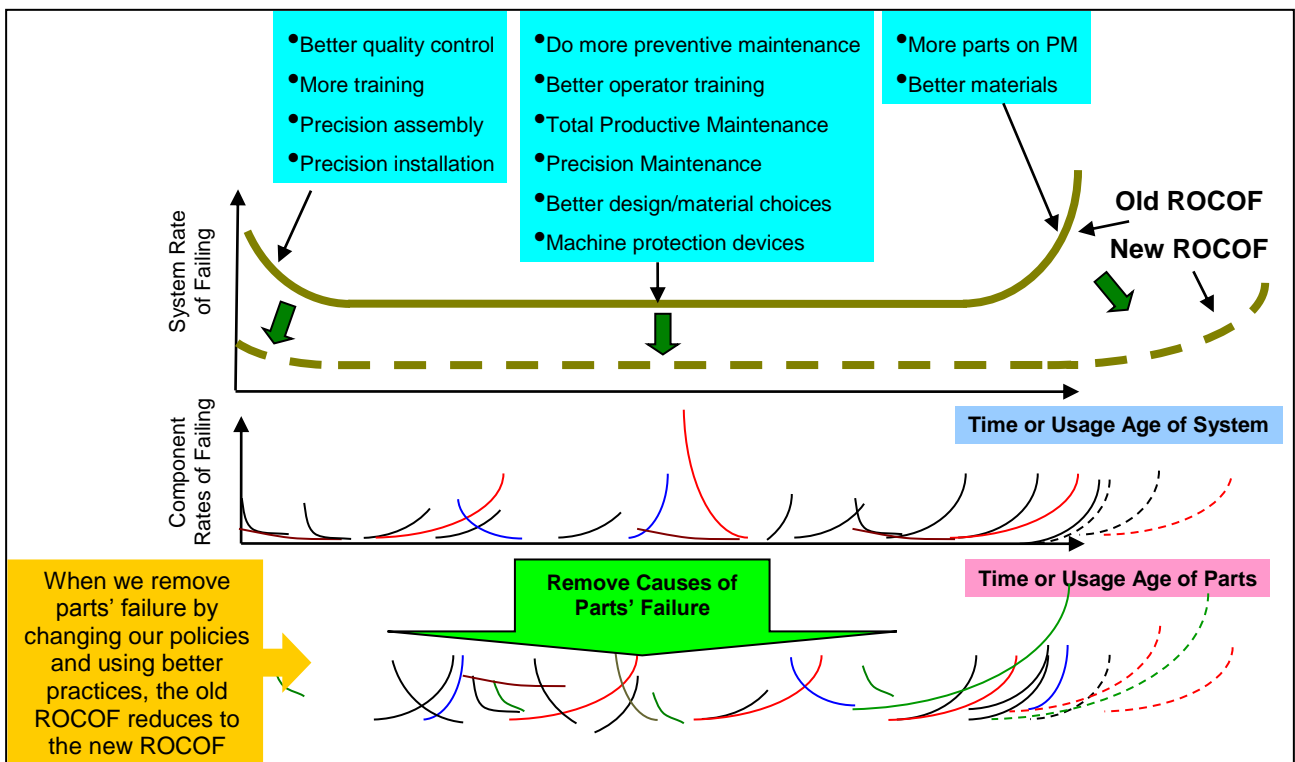 •Better quality control
•More training
•Precision assembly
•Precision installation
•Do more preventive maintenance
•Better operator training
•Total Productive Maintenance
•Precision Maintenance
•Better design/material choices
•Machine protection devices
•More parts on PM
•Better materials
System Rate
of Failing
Old ROCOF
New ROCOF
Time or Usage Age of System
Component
Rates of Failing
Time or Usage Age of Parts
Remove Causes of
Parts’ Failure
When we remove
parts’ failure by
changing our policies
and using better
practices, the old
ROCOF reduces to
the new ROCOF